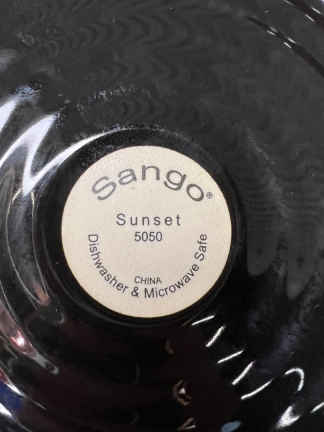 Sango®
Sunset
5050
CHINA
Dishwasher & Microwave Safe